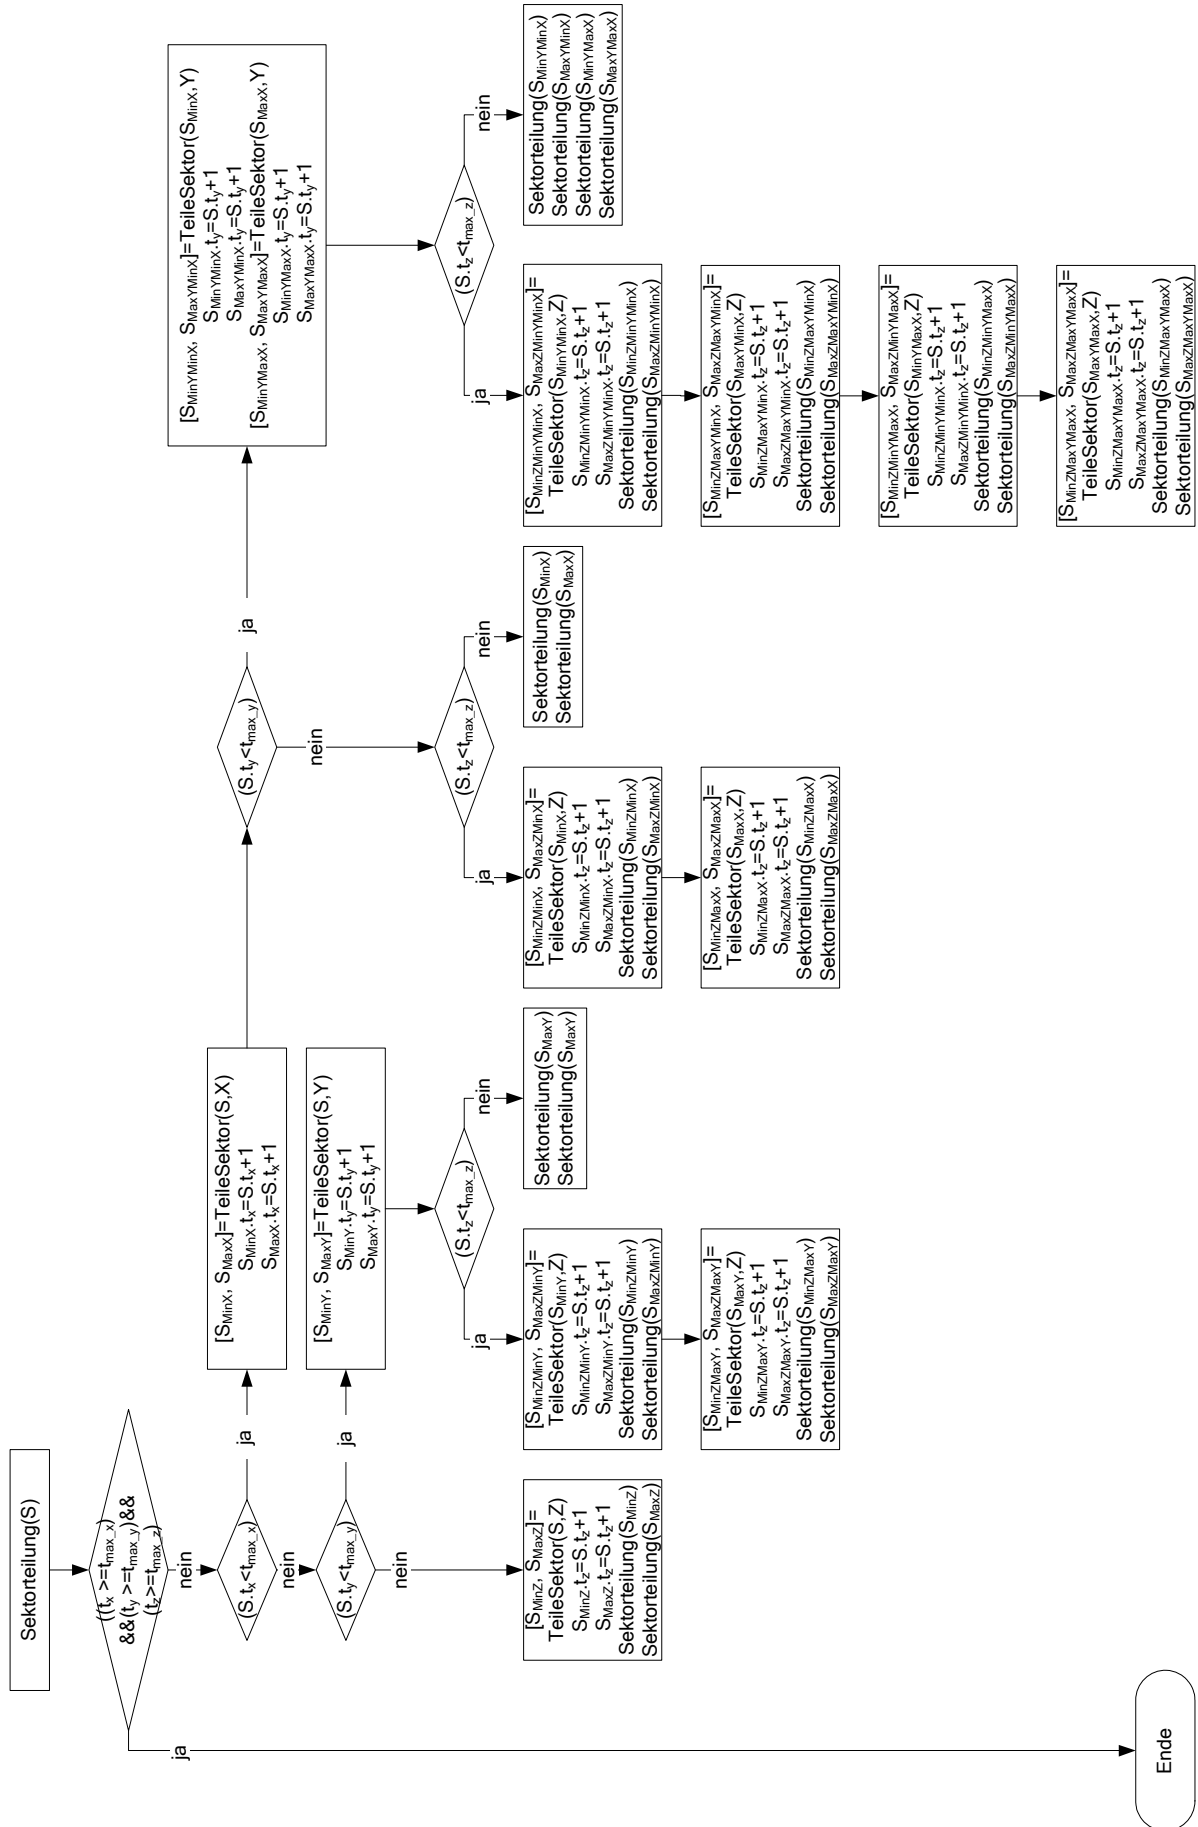 Sektorteilung(S)
((tx >=tmax_x)
&&(ty >=tmax_y)&&
(tz>=tmax_z)
ja
nein
(S.tx<tmax_x)
ja
nein
(S.ty<tmax_y)
ja
nein
[SMinZ, SMaxZ]=
TeileSektor(S,Z)
SMinZ.tz=S.tz+1
SMaxZ.tz=S.tz+1
Sektorteilung(SMinZ)
Sektorteilung(SMaxZ)
[SMinX, SMaxX]=TeileSektor(S,X)
SMinX.tx=S.tx+1
SMaxX.tx=S.tx+1
[SMinY, SMaxY]=TeileSektor(S,Y)
SMinY.ty=S.ty+1
SMaxY.ty=S.ty+1
(S.tz<tmax_z)
ja
nein
[SMinZMinY, SMaxZMinY]=
TeileSektor(SMinY,Z)
SMinZMinY.tz=S.tz+1
SMaxZMinY.tz=S.tz+1
Sektorteilung(SMinZMinY)
Sektorteilung(SMaxZMinY)
[SMinZMaxY, SMaxZMaxY]=
TeileSektor(SMaxY,Z)
SMinZMaxY.tz=S.tz+1
SMaxZMaxY.tz=S.tz+1
Sektorteilung(SMinZMaxY)
Sektorteilung(SMaxZMaxY)
Sektorteilung(SMaxY)
Sektorteilung(SMaxY)
(S.ty<tmax_y)
ja
nein
(S.tz<tmax_z)
ja
nein
[SMinZMinX, SMaxZMinX]=
TeileSektor(SMinX,Z)
SMinZMinX.tz=S.tz+1
SMaxZMinX.tz=S.tz+1
Sektorteilung(SMinZMinX)
Sektorteilung(SMaxZMinX)
[SMinZMaxX, SMaxZMaxX]=
TeileSektor(SMaxX,Z)
SMinZMaxX.tz=S.tz+1
SMaxZMaxX.tz=S.tz+1
Sektorteilung(SMinZMaxX)
Sektorteilung(SMaxZMaxX)
Sektorteilung(SMinX)
Sektorteilung(SMaxX)
[SMinYMinX, SMaxYMinX]=TeileSektor(SMinX,Y)
SMinYMinX.ty=S.ty+1
SMaxYMinX.ty=S.ty+1
[SMinYMaxX, SMaxYMaxX]=TeileSektor(SMaxX,Y)
SMinYMaxX.ty=S.ty+1
SMaxYMaxX.ty=S.ty+1
(S.tz<tmax_z)
ja
nein
[SMinZMinYMinX, SMaxZMinYMinX]=
TeileSektor(SMinYMinX,Z)
SMinZMinYMinX.tz=S.tz+1
SMaxZMinYMinX.tz=S.tz+1
Sektorteilung(SMinZMinYMinX)
Sektorteilung(SMaxZMinYMinX)
[SMinZMaxYMinX, SMaxZMaxYMinX]=
TeileSektor(SMaxYMinX,Z)
SMinZMaxYMinX.tz=S.tz+1
SMaxZMaxYMinX.tz=S.tz+1
Sektorteilung(SMinZMaxYMinX)
Sektorteilung(SMaxZMaxYMinX)
[SMinZMinYMaxX, SMaxZMinYMaxX]=
TeileSektor(SMinYMaxX,Z)
SMinZMinYMinX.tz=S.tz+1
SMaxZMinYMinX.tz=S.tz+1
Sektorteilung(SMinZMinYMaxX)
Sektorteilung(SMaxZMinYMaxX)
[SMinZMaxYMaxX, SMaxZMaxYMaxX]=
TeileSektor(SMaxYMaxX,Z)
SMinZMaxYMaxX.tz=S.tz+1
SMaxZMaxYMaxX.tz=S.tz+1
Sektorteilung(SMinZMaxYMaxX)
Sektorteilung(SMaxZMaxYMaxX)
Sektorteilung(SMinYMinX)
Sektorteilung(SMaxYMinX)
Sektorteilung(SMinYMaxX)
Sektorteilung(SMaxYMaxX)
Ende